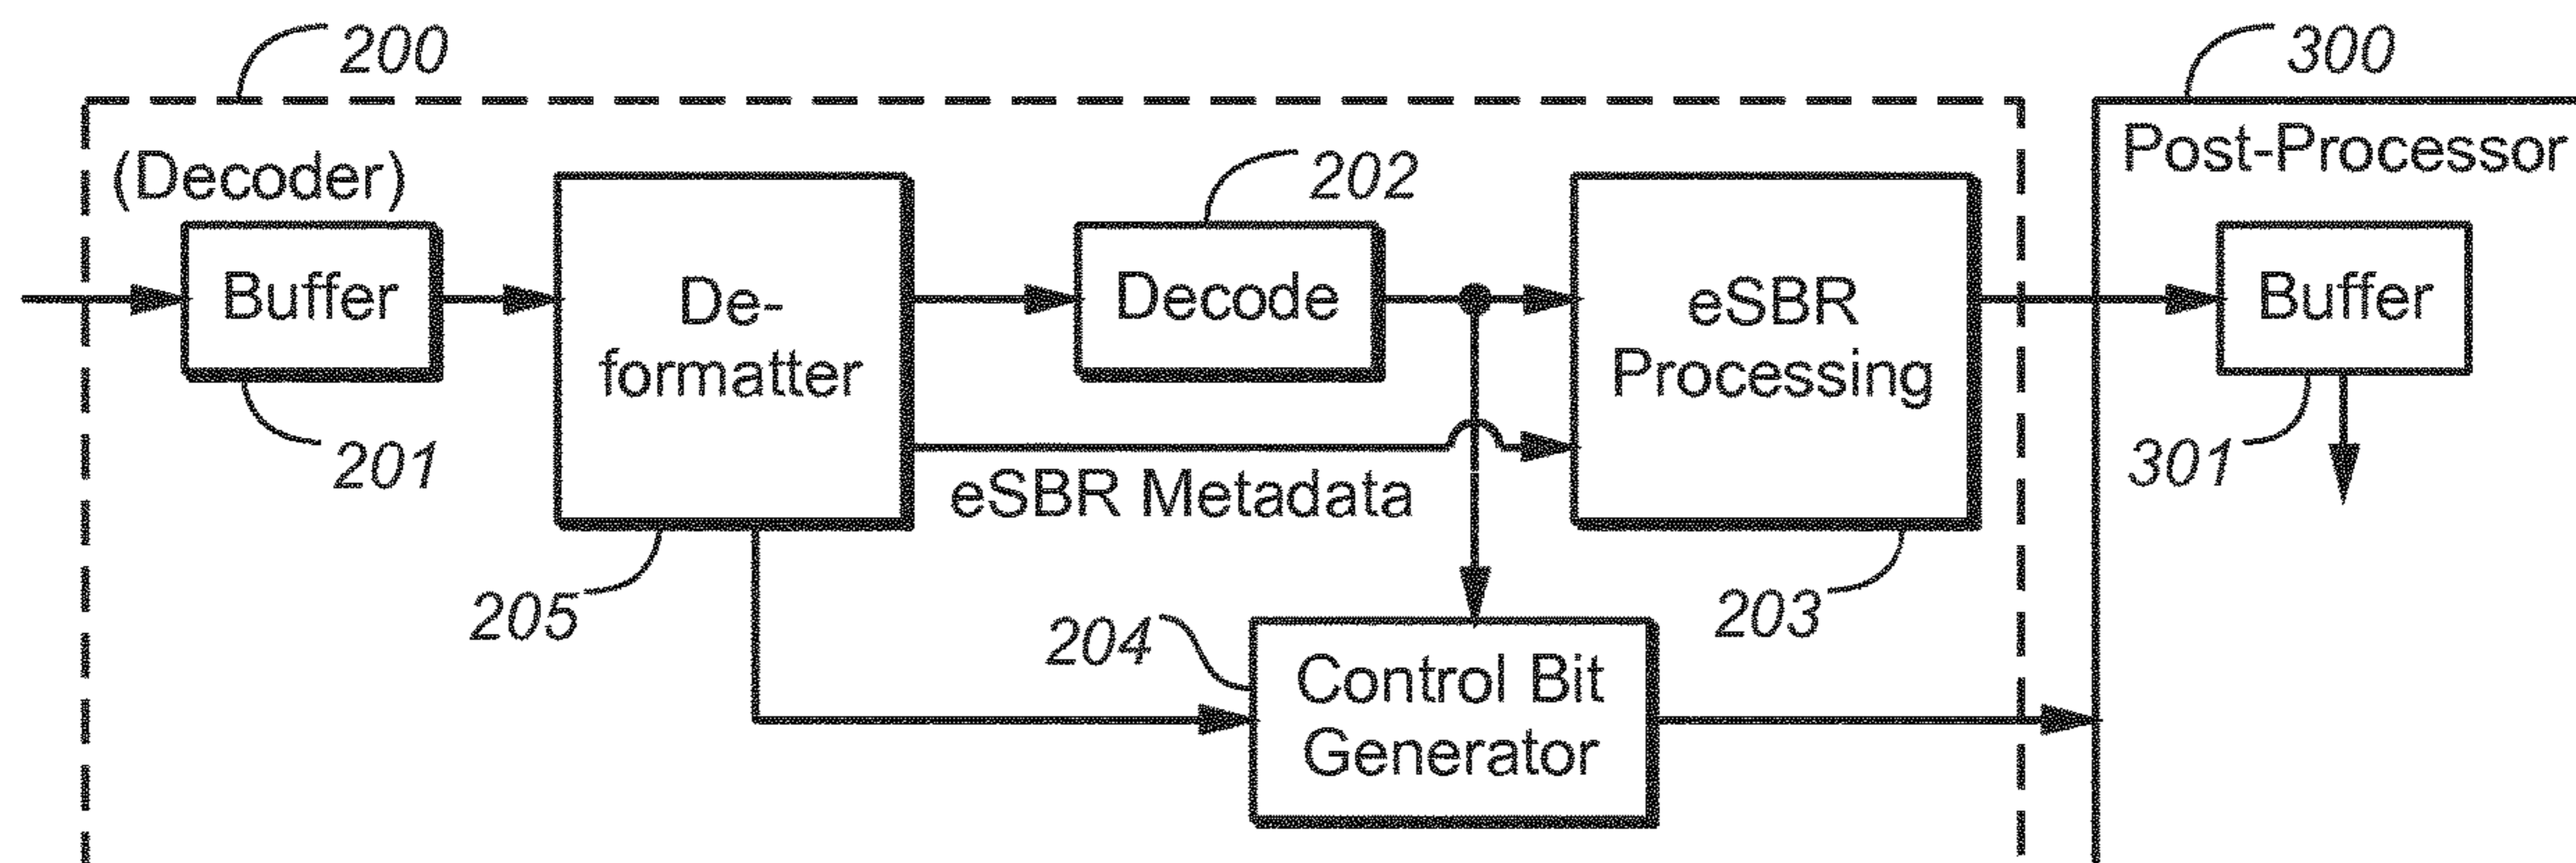 200
300
(Decoder)
Post-Processor
202
Buffer
De-
formatter
Decode
eSBR
Processing
Buffer
201
eSBR Metadata
301
205
204
203
Control Bit
Generator